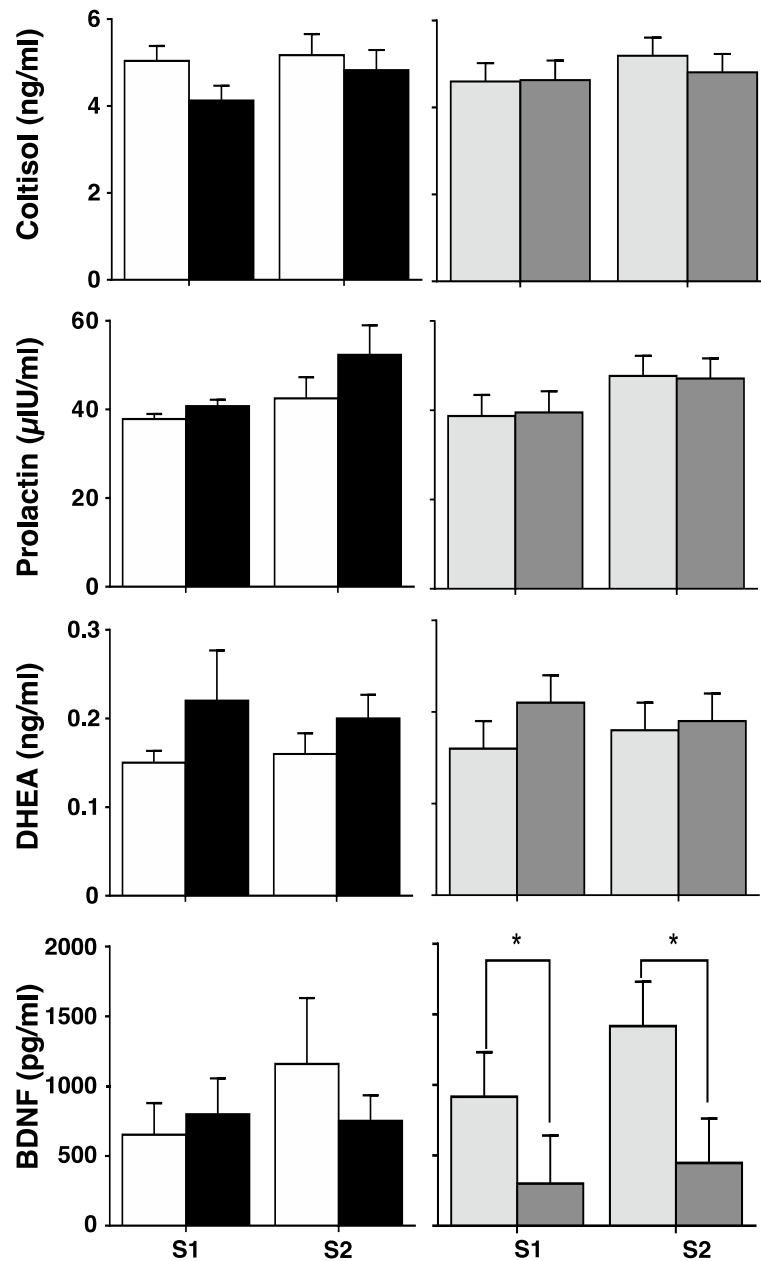 Coltisol (ng/ml)
6
4
2
0
Prolactin (µIU/ml)
60
40
20
0
DHEA (ng/ml)
0.3
0.2
0.1
0
BDNF (pg/ml)
2000
1500
1000
500
0
*
*
S1
S2
S1
S2